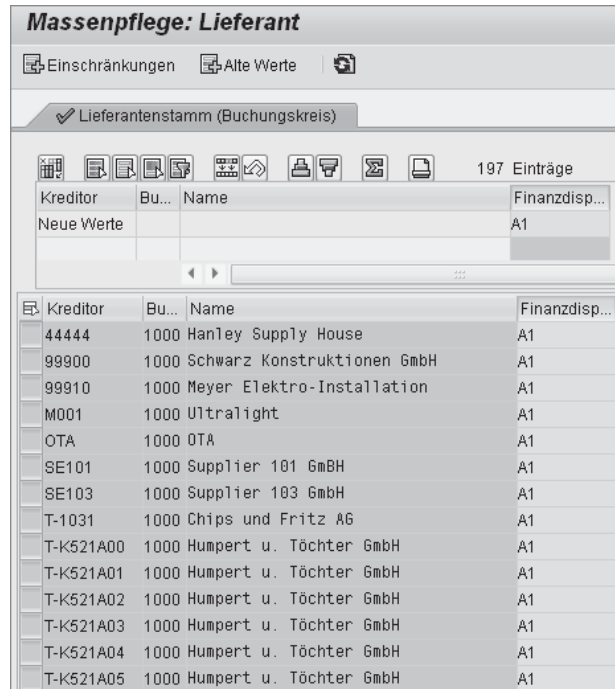 Massenpflege: Lieferant
Einschränkungen Alte Werte
Lieferantenstamm (Buchungskreis)
197 Einträge
Kreditor Bu... Name Finanzdisp...
Neue Werte A1
Kreditor Bu... Name Finanzdisp...
44444 1000 Hanley Supply House A1
99900 1000 Schwarz Konstruktionen GmbH A1
99910 1000 Meyer Elektro-Installation A1
M001 1000 Ultralight A1
OTA 1000 OTA A1
SE101 1000 Supplier 101 GmBH A1
SE103 1000 Supplier 103 GmbH A1
T-1031 1000 Chips und Fritz AG A1
T-K521A00 1000 Humpert u. Töchter GmbH A1
T-K521A01 1000 Humpert u. Töchter GmbH A1
T-K521A02 1000 Humpert u. Töchter GmbH A1
T-K521A03 1000 Humpert u. Töchter GmbH A1
T-K521A04 1000 Humpert u. Töchter GmbH A1
T-K521A05 1000 Humpert u. Töchter GmbH A1